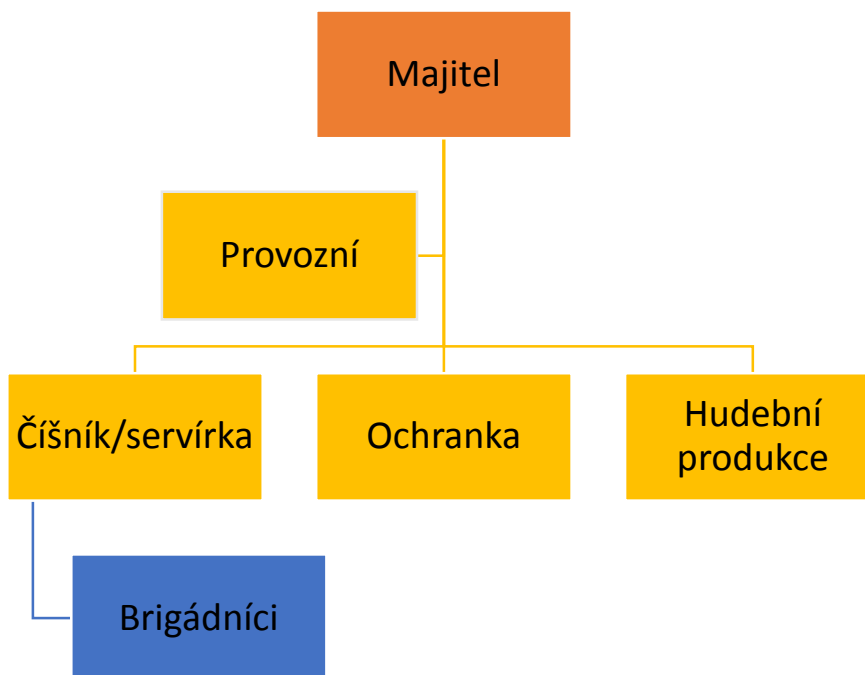 Majitel
Provozní
Číšník/servírka
Ochranka
Hudební
produkce
Brigádníci